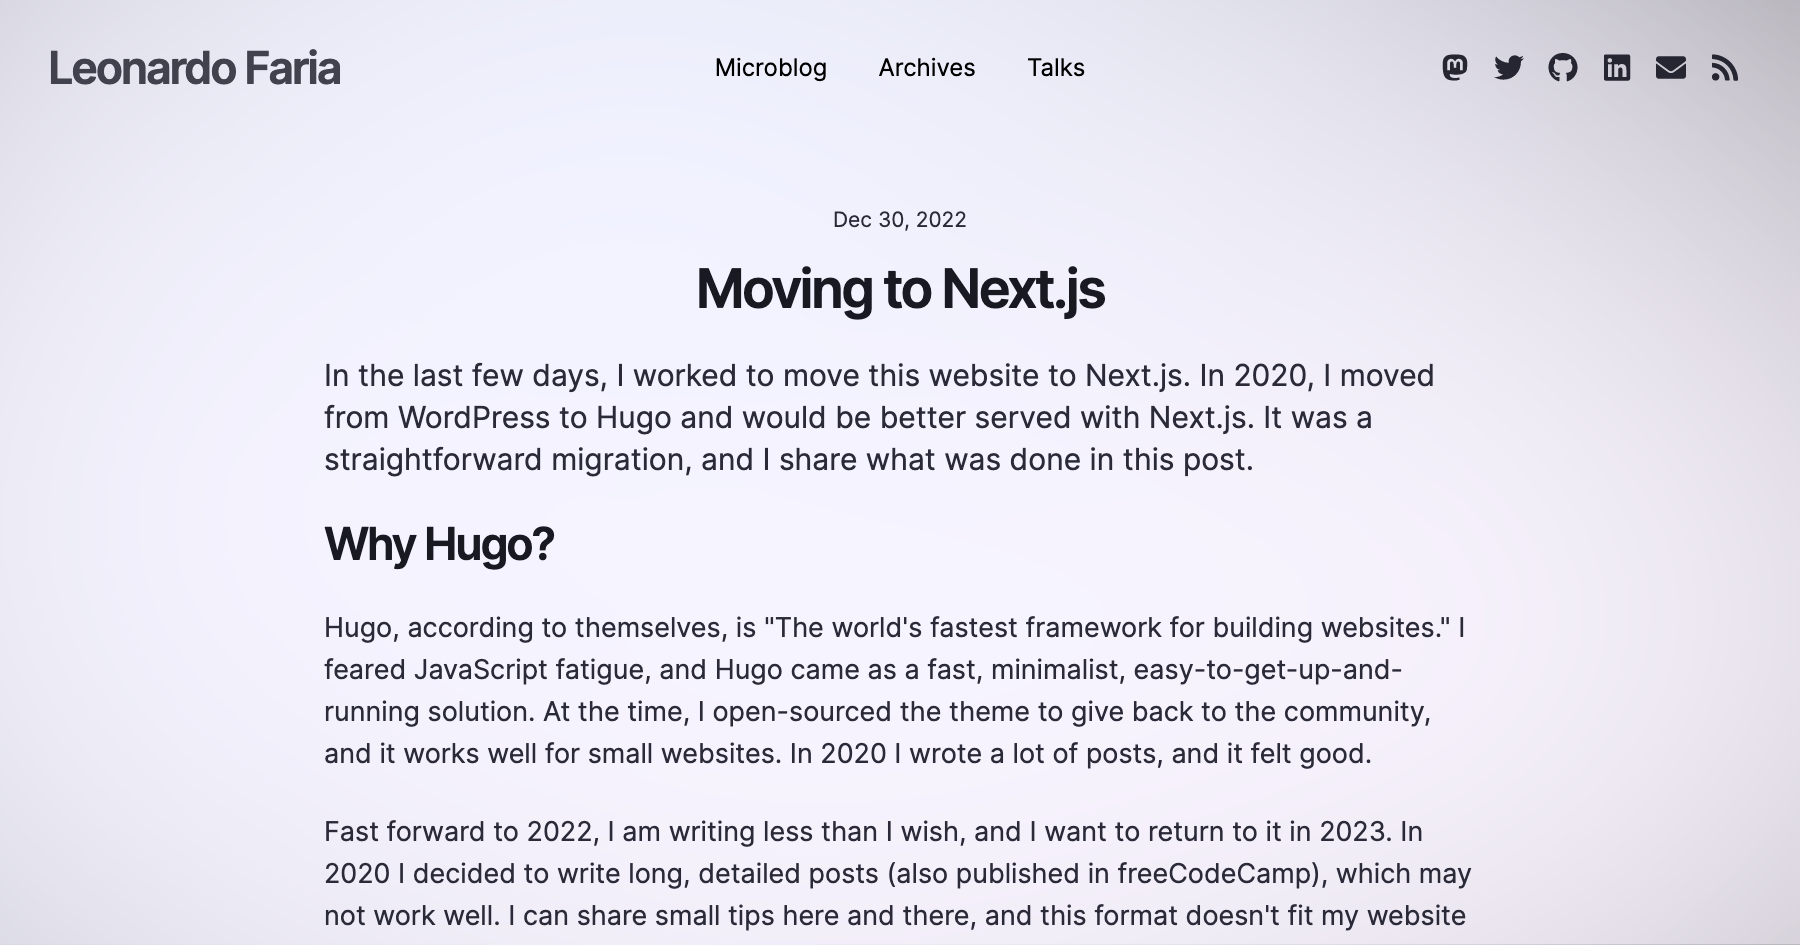 Leonardo Faria
Microblog
Archives
Talks
Dec 30, 2022
Moving to Next.js
In the last few days, I worked to move this website to Next.js. In 2020, I moved
from WordPress to Hugo and would be better served with Next.js. It was a
straightforward migration, and I share what was done in this post.
Why Hugo?
Hugo, according to themselves, is "The world's fastest framework for building websites." I
feared JavaScript fatigue, and Hugo came as a fast, minimalist, easy-to-get-up-and-
running solution. At the time, I open-sourced the theme to give back to the community,
and it works well for small websites. In 2020 I wrote a lot of posts, and it felt good.
Fast forward to 2022, I am writing less than I wish, and I want to return to it in 2023. In
2020 I decided to write long, detailed posts (also published in freeCodeCamp), which may
not work well. I can share small tips here and there, and this format doesn't fit my website